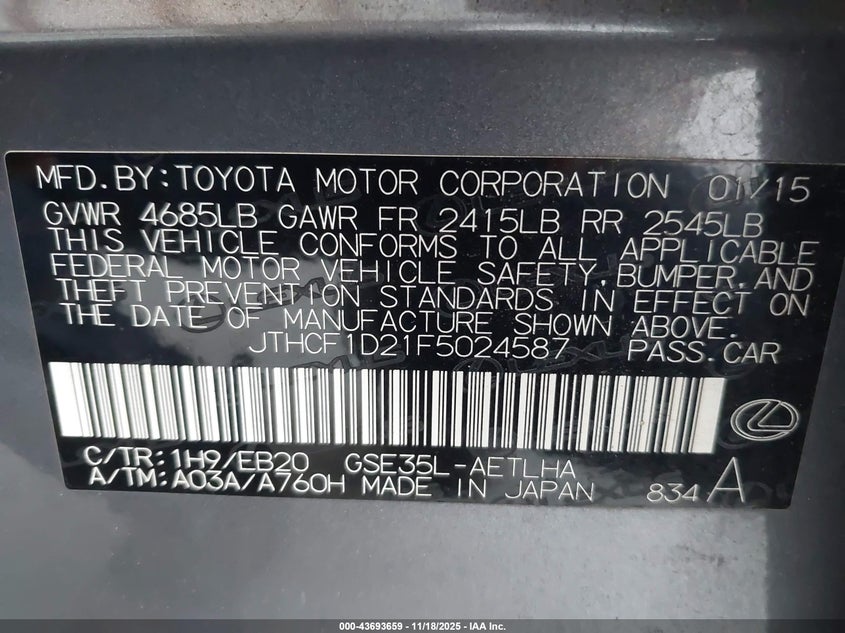 MFD.BY:TOYOTA MOTOR CORPORATION 01/15
GVWR 4685LB GAWR FR 2415LB RR 2545LB
THIS VEHICLE CONFORMS TO ALL APPLICABLE
FEDERAL MOTOR VEHICLE SAFETY,BUMPER,AND
THEFT PREVENTION STANDARDS IN EFFECT ON
THE DATE OF MANUFACTURE SHOWN ABOVE.
JTHCF1D21F5024587 PASS.CAR
C/TR:1H9/EB20 GSE35L-AETLHA
A/TM:A03A/A760H MADE IN JAPAN 834A
000-43693659 - 11/18/2025 - IAA Inc.